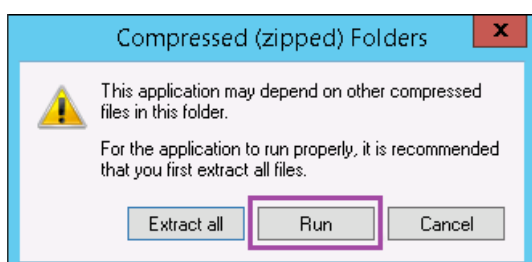 Compressed (zipped) Folders
x
This application may depend on other compressed
files in this folder.
For the application to run properly, it is recommended
that you first extract all files.
Extract all Run Cancel